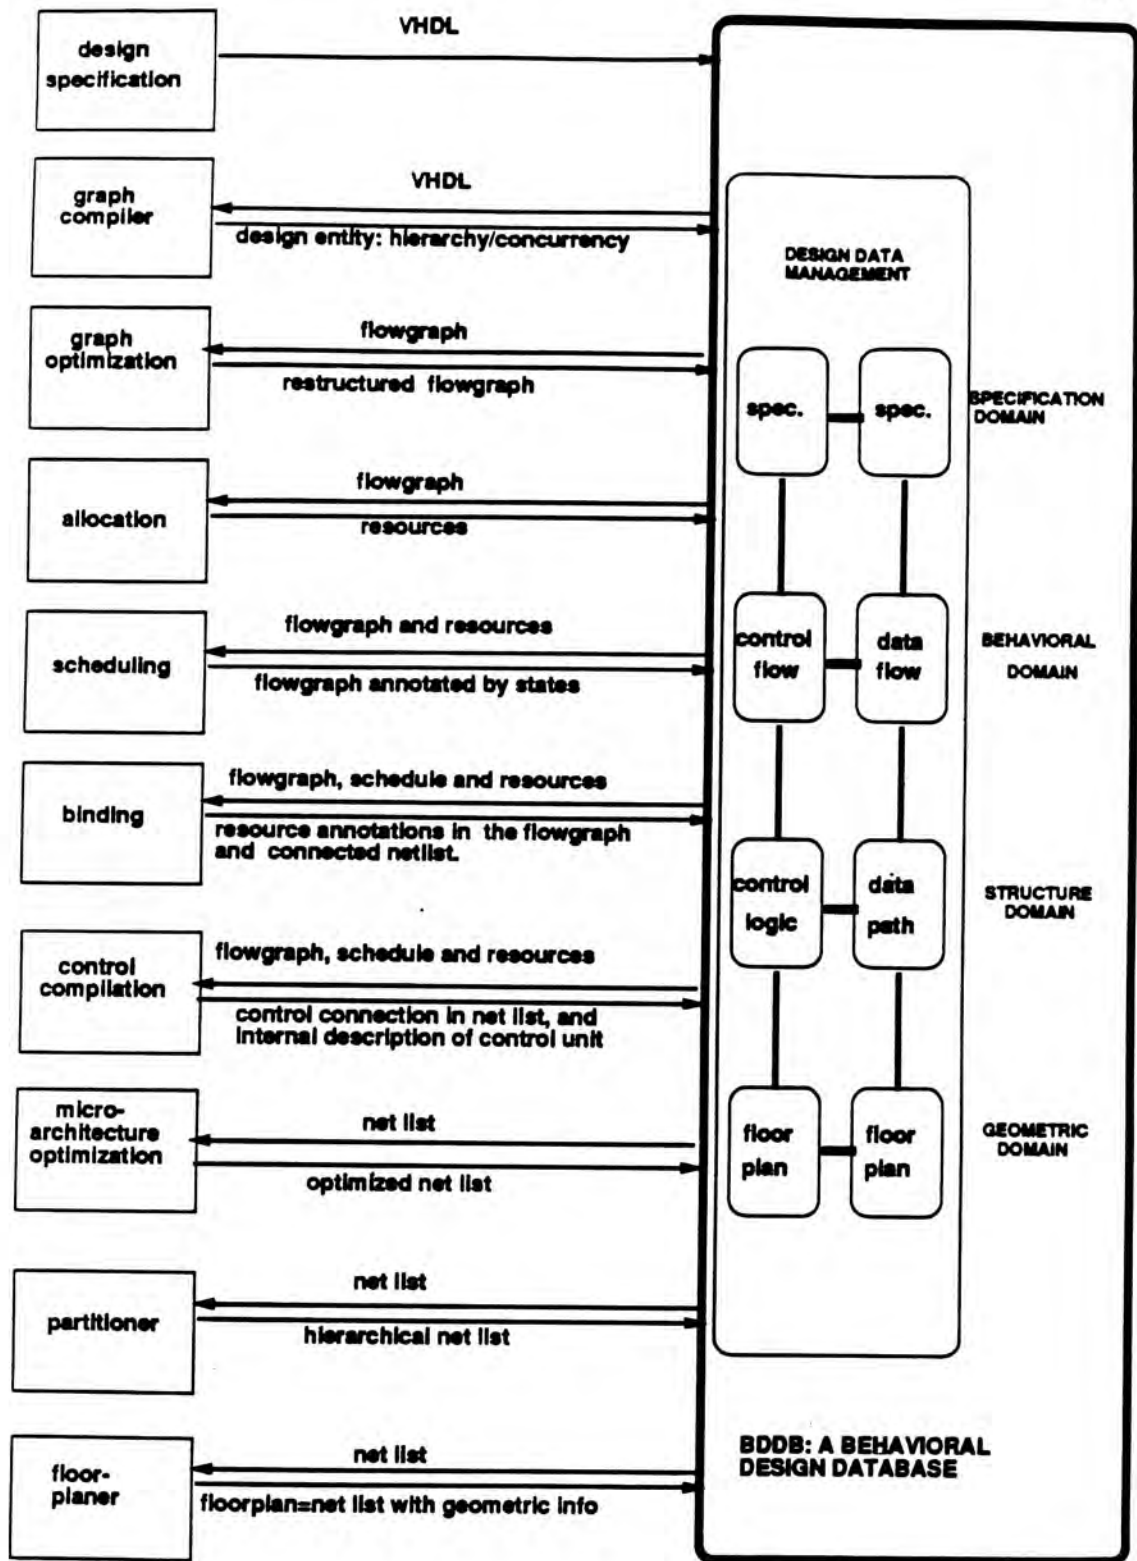 design
specification
VHDL
graph
compiler
VHDL
design entity: hierarchy/concurrency
graph
optimization
flowgraph
restructured flowgraph
allocation
flowgraph
resources
scheduling
flowgraph and resources
flowgraph annotated by states
binding
flowgraph, schedule and resources
resource annotations in the flowgraph
and connected netlist.
control
compilation
flowgraph, schedule and resources
control connection in net list, and
internal description of control unit
micro-
architecture
optimization
net list
optimized net list
partitioner
net list
hierarchical net list
floor-
planer
net list
floorplan=net list with geometric info
DESIGN DATA
MANAGEMENT
spec.
spec.
SPECIFICATION
DOMAIN
control
flow
data
flow
BEHAVIORAL
DOMAIN
control
logic
data
path
STRUCTURE
DOMAIN
floor
plan
floor
plan
GEOMETRIC
DOMAIN
BDDB: A BEHAVIORAL
DESIGN DATABASE